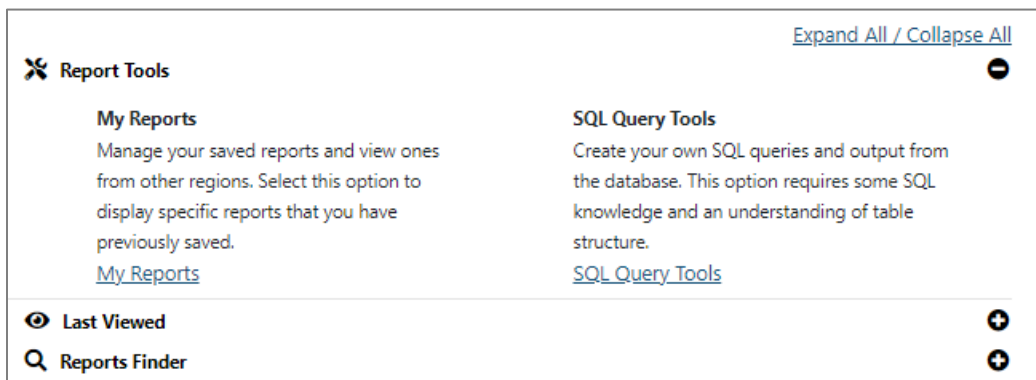 Expand All / Collapse All
Report Tools
My Reports
Manage your saved reports and view ones
from other regions. Select this option to
display specific reports that you have
previously saved.
My Reports
SQL Query Tools
Create your own SQL queries and output from
the database. This option requires some SQL
knowledge and an understanding of table
structure.
SQL Query Tools
Last Viewed
Reports Finder